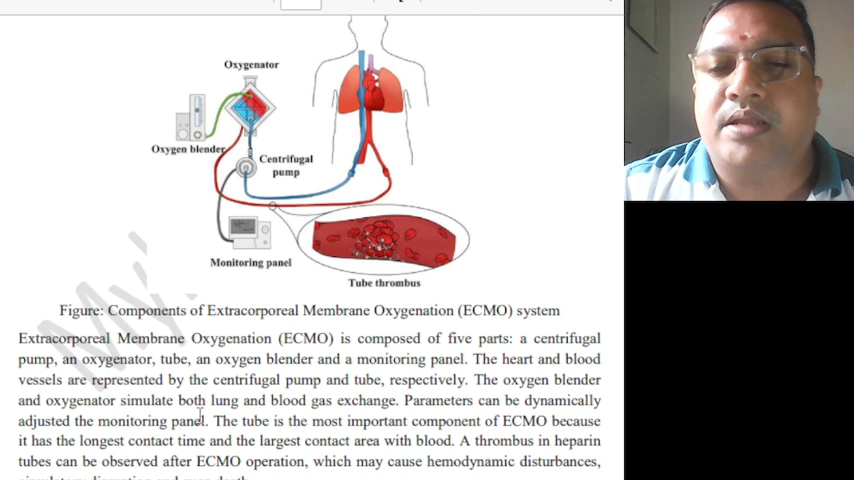 Oxygenator
Oxygen blender
Centrifugal
pump
Monitoring panel
Tube thrombus
Figure: Components of Extracorporeal Membrane Oxygenation (ECMO) system
Extracorporeal Membrane Oxygenation (ECMO) is composed of five parts: a centrifugal
pump, an oxygenator, tube, an oxygen blender and a monitoring panel. The heart and blood
vessels are represented by the centrifugal pump and tube, respectively. The oxygen blender
and oxygenator simulate both lung and blood gas exchange. Parameters can be dynamically
adjusted the monitoring panel. The tube is the most important component of ECMO because
it has the longest contact time and the largest contact area with blood. A thrombus in heparin
tubes can be observed after ECMO operation, which may cause hemodynamic disturbances,